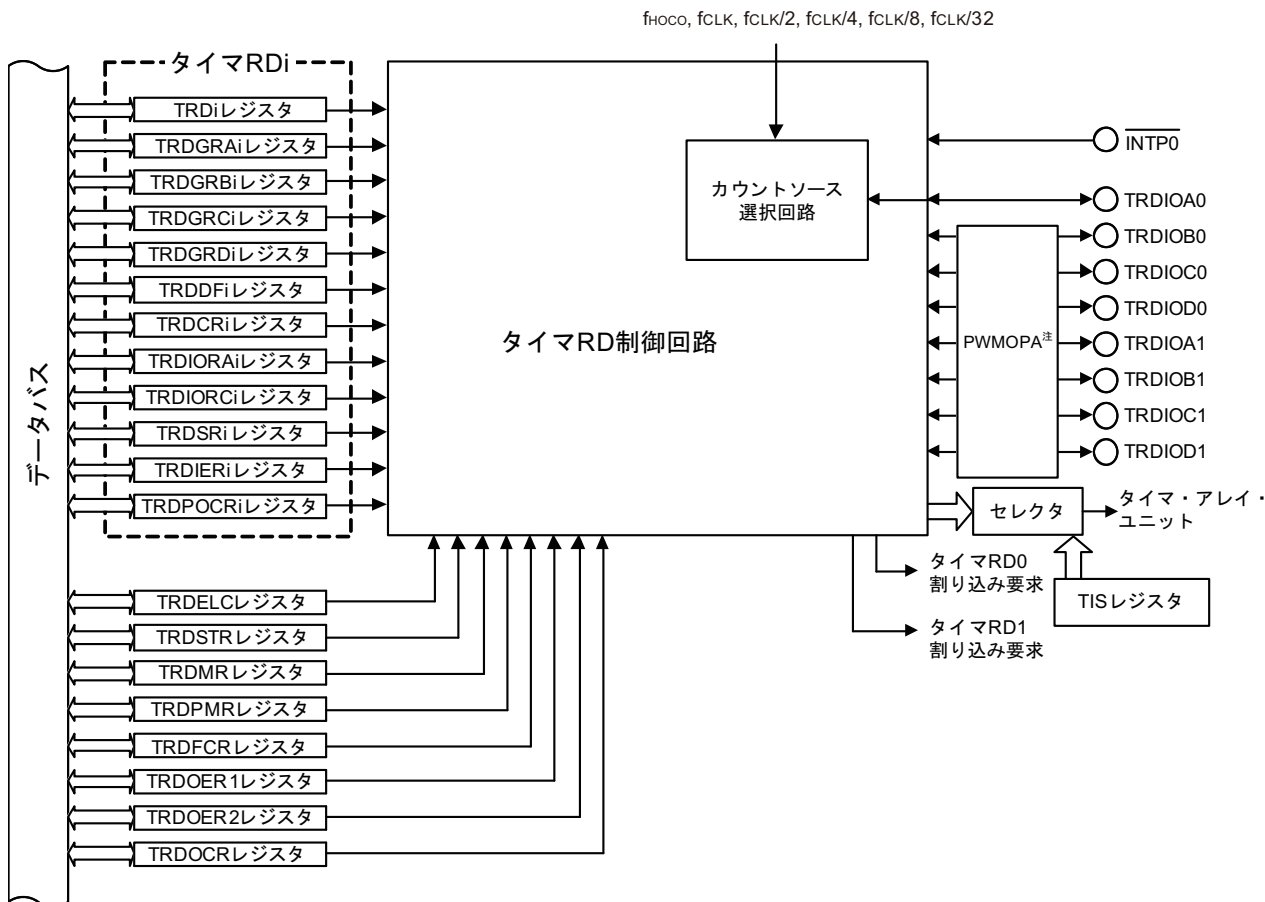 fHOCO, fCLK, fCLK/2, fCLK/4, fCLK/8, fCLK/32
タイマRDi
TRDiレジスタ
TRDGRAiレジスタ
TRDGRBiレジスタ
TRDGRCiレジスタ
TRDGRDiレジスタ
TRDDFiレジスタ
TRDCRiレジスタ
TRDIORAiレジスタ
TRDIORCiレジスタ
TRDSRiレジスタ
TRDIERiレジスタ
TRDPOCRiレジスタ
データバス
TRDELCレジスタ
TRDSTRレジスタ
TRDMRレジスタ
TRDPMRレジスタ
TRDFCRレジスタ
TRDOER1レジスタ
TRDOER2レジスタ
TRDOCRレジスタ
カウントソース
選択回路
タイマRD制御回路
INTP0
TRDIOA0
TRDIOB0
TRDIOC0
TRDIOD0
TRDIOA1
TRDIOB1
TRDIOC1
TRDIOD1
PWMOPA注
セレクタ
タイマ・アレイ・
ユニット
TISレジスタ
タイマRD0
割り込み要求
タイマRD1
割り込み要求